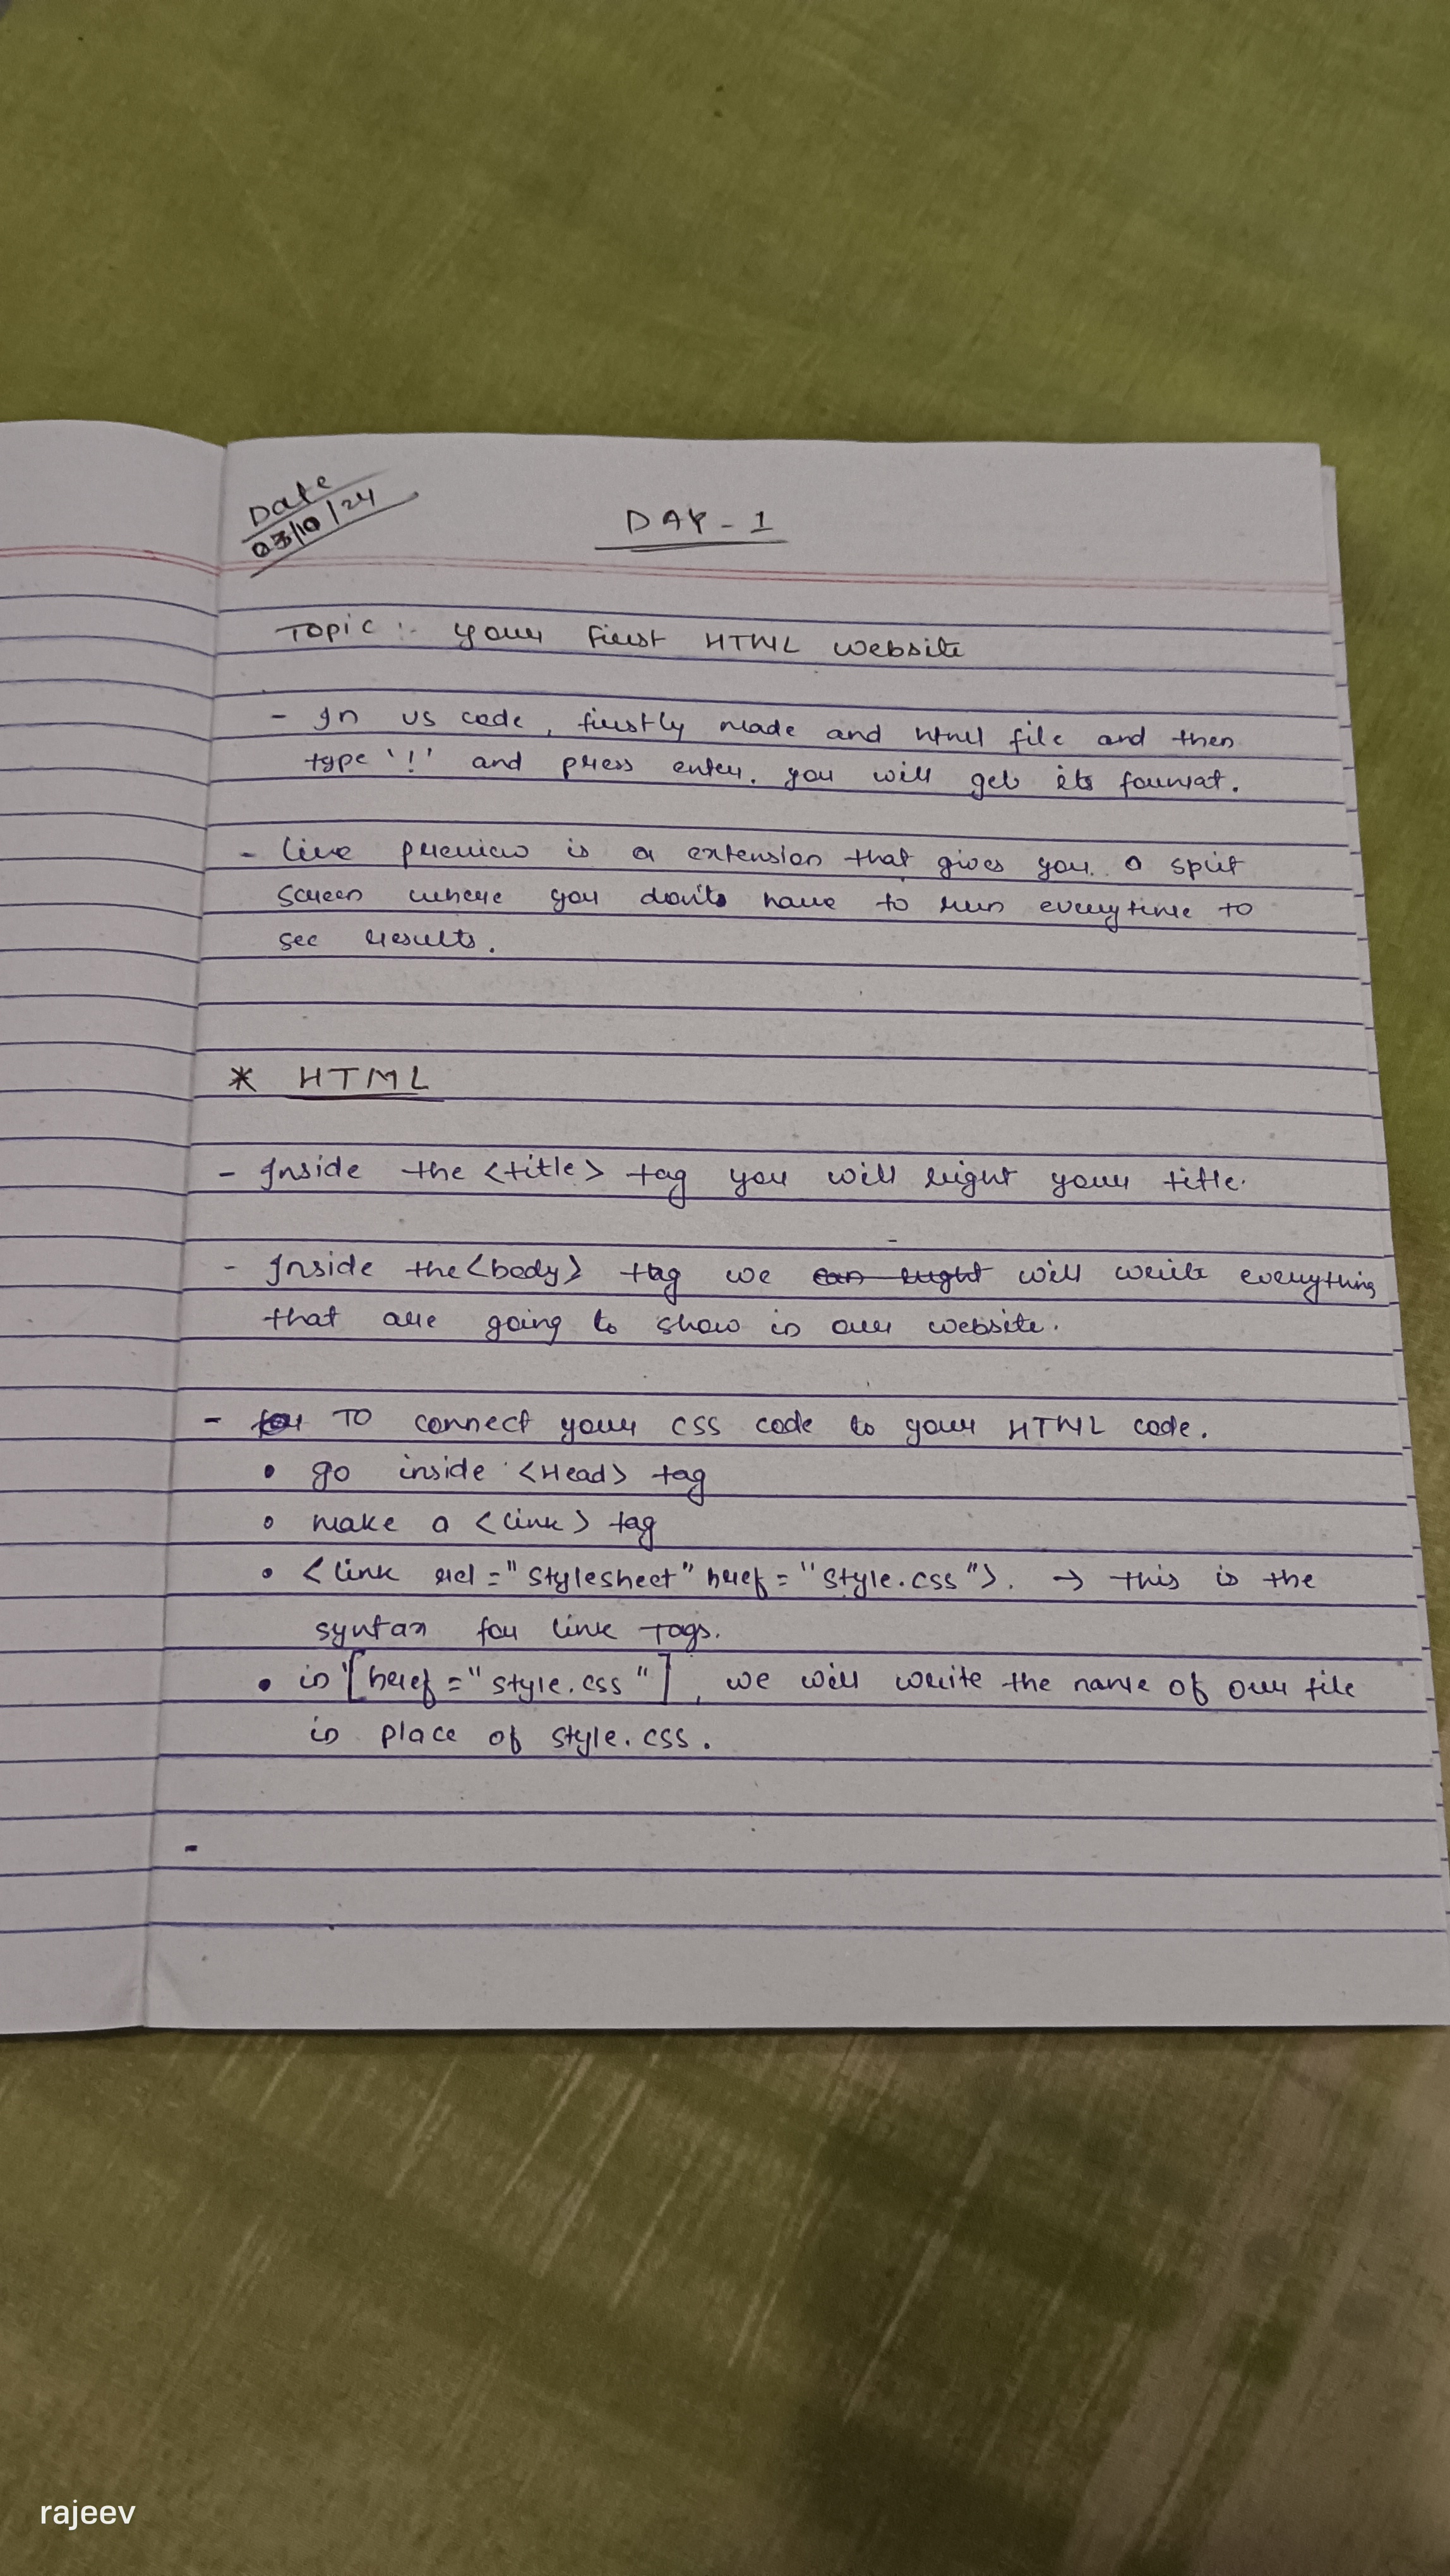 Date
03/10/24
DAY - 1
Topic :- your first HTML website
- In VS code, firstly made and html file and then
type '!' and press enter. you will get its format.
- live preview is a extension that gives you. a split
screen where you don't have to run everytime to
see results.
* HTML
- Inside the <title> tag you will right your title.
- Inside the <body> tag we can right will write everything
that are going to show in our website.
- for TO connect your CSS code to your HTML code.
• go inside <Head> tag
• make a <link> tag
• <link rel="stylesheet" href="style.css">. → this is the
syntax for link Tags.
• in [href="style.css"], we will write the name of our file
in place of style.css.
-
rajeev